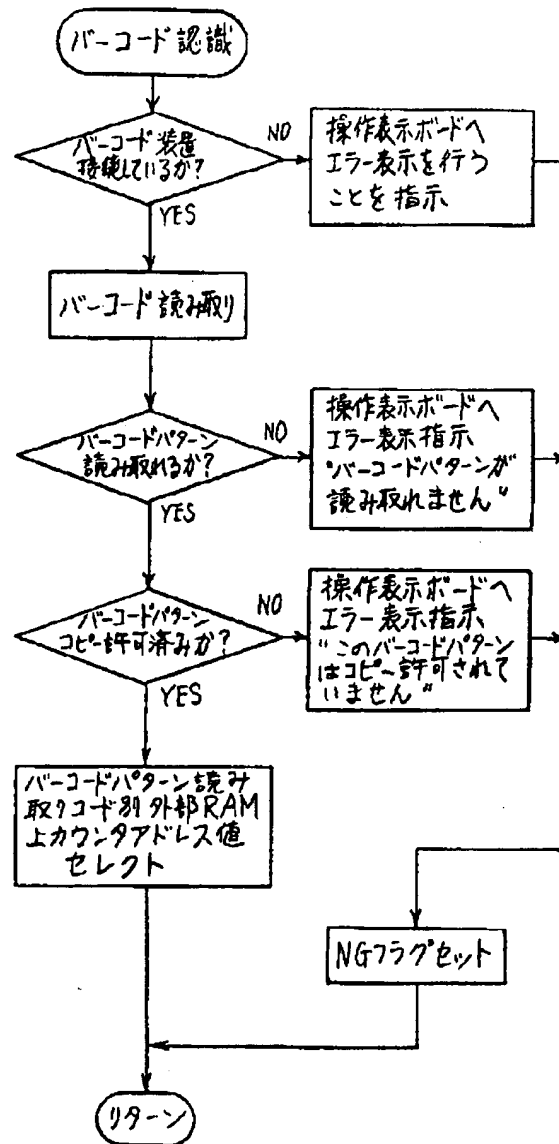 バーコード認識
バーコード装置
接続しているか?
NO
操作表示ボードへ
エラー表示を行う
ことを指示
YES
バーコード読み取り
バーコードパターン
読み取れるか?
NO
操作表示ボードへ
エラー表示指示
"バーコードパターンが
読み取れません"
YES
バーコードパターン
コピー許可済みか?
NO
操作表示ボードへ
エラー表示指示
"このバーコードパターン
はコピー許可されて
いません"
YES
バーコードパターン読み
取りコード別外部RAM
上カウンタアドレス値
セレクト
NGフラグセット
リターン